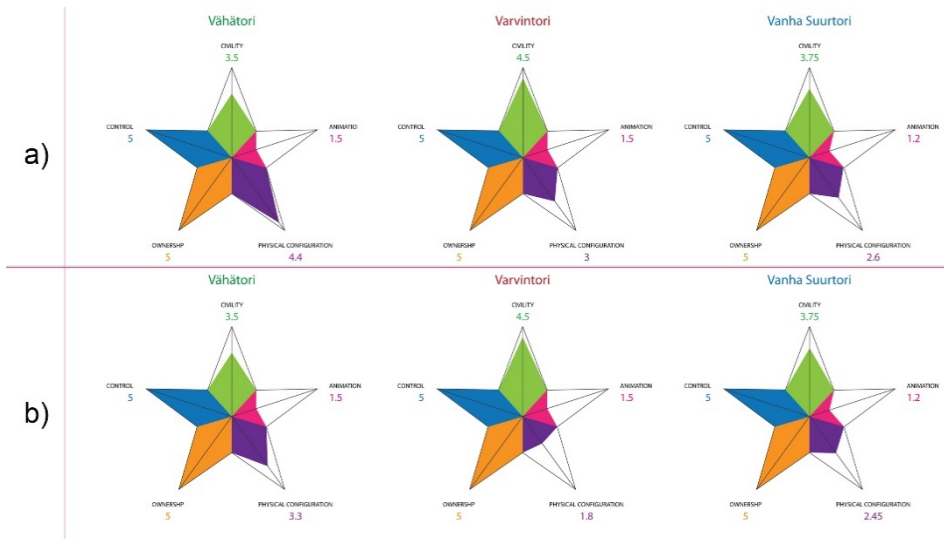 Vähätori
Varvintori
Vanha Suurtori
a)
CIVILITY
3.5
CONTROL
5
ANIMATIO
1.5
OWNERSHP
5
PHYSICAL CONFIGURATION
4.4
CIVILITY
4.5
CONTROL
5
ANIMATION
1.5
OWNERSHP
5
PHYSICAL CONFIGURATION
3
CIVILITY
3.75
CONTROL
5
ANIMATION
1.2
OWNERSHP
5
PHYSICAL CONFIGURATION
2.6
Vähätori
Varvintori
Vanha Suurtori
b)
CIVILITY
3.5
CONTROL
5
ANIMATION
1.5
OWNERSHP
5
PHYSICAL CONFIGURATION
3.3
CIVILITY
4.5
CONTROL
5
ANIMATION
1.5
OWNERSHP
5
PHYSICAL CONFIGURATION
1.8
CIVILITY
3.75
CONTROL
5
ANIMATION
1.2
OWNERSHP
5
PHYSICAL CONFIGURATION
2.45